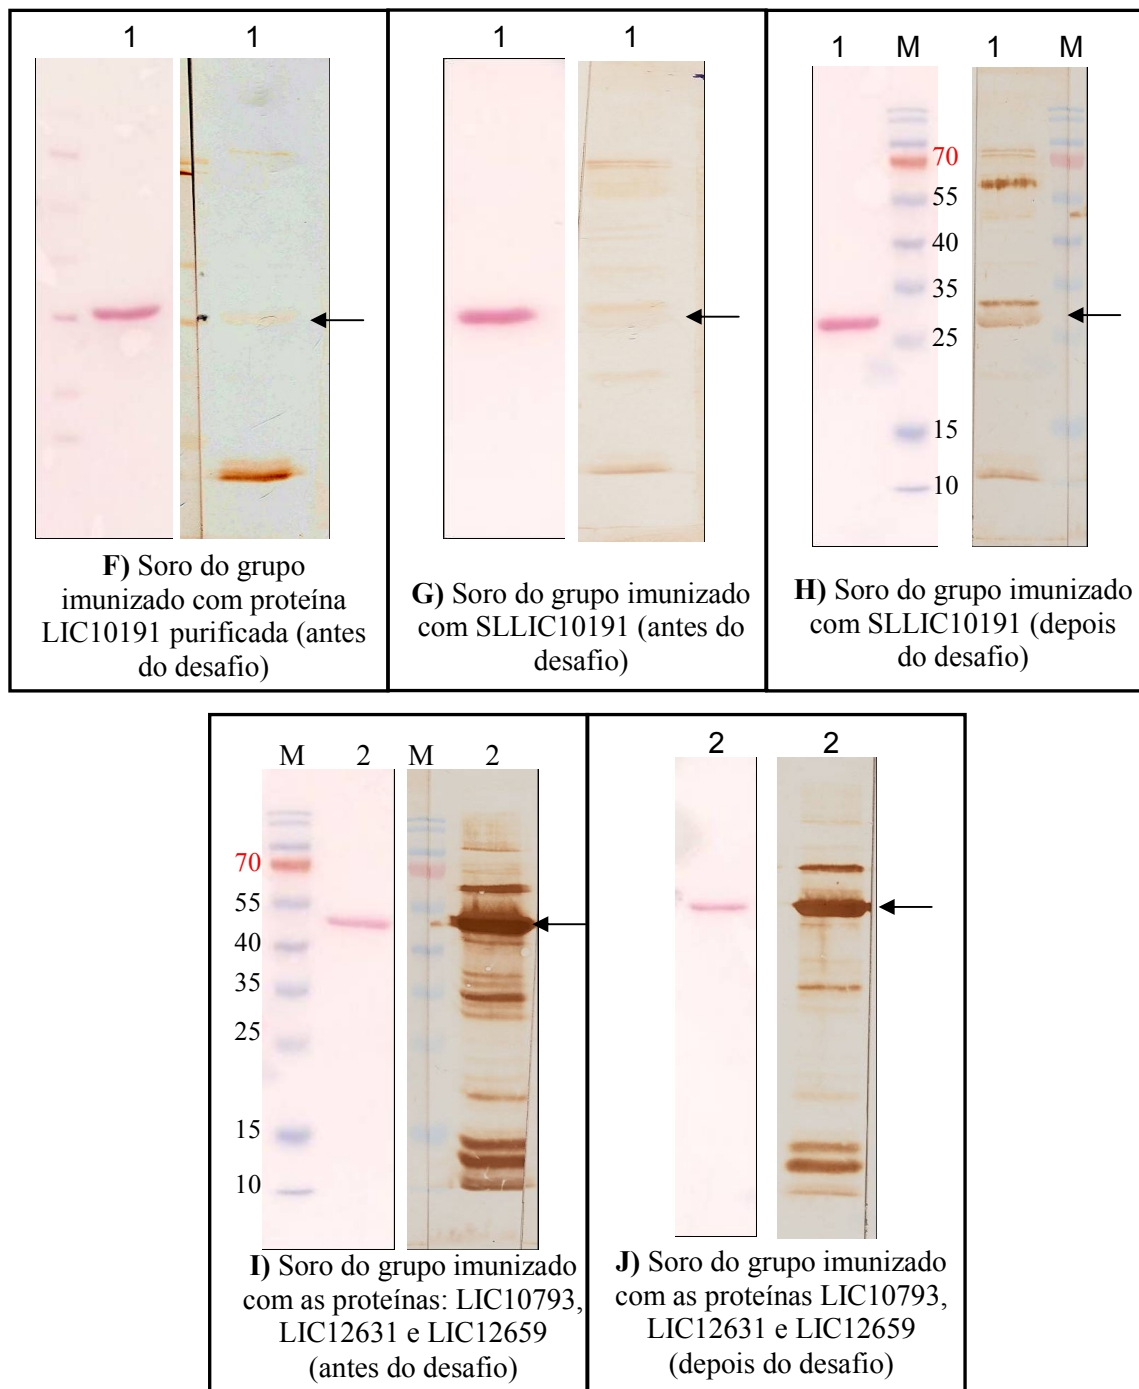 1 1
1 1
1 M 1 M
70
55
40
35
25
15
10
F) Soro do grupo
imunizado com proteína
LIC10191 purificada (antes
do desafio)
G) Soro do grupo imunizado
com SLLIC10191 (antes do
desafio)
H) Soro do grupo imunizado
com SLLIC10191 (depois
do desafio)
M 2 M 2
70
55
40
35
25
15
10
2 2
I) Soro do grupo imunizado
com as proteínas: LIC10793,
LIC12631 e LIC12659
(antes do desafio)
J) Soro do grupo imunizado
com as proteínas LIC10793,
LIC12631 e LIC12659
(depois do desafio)